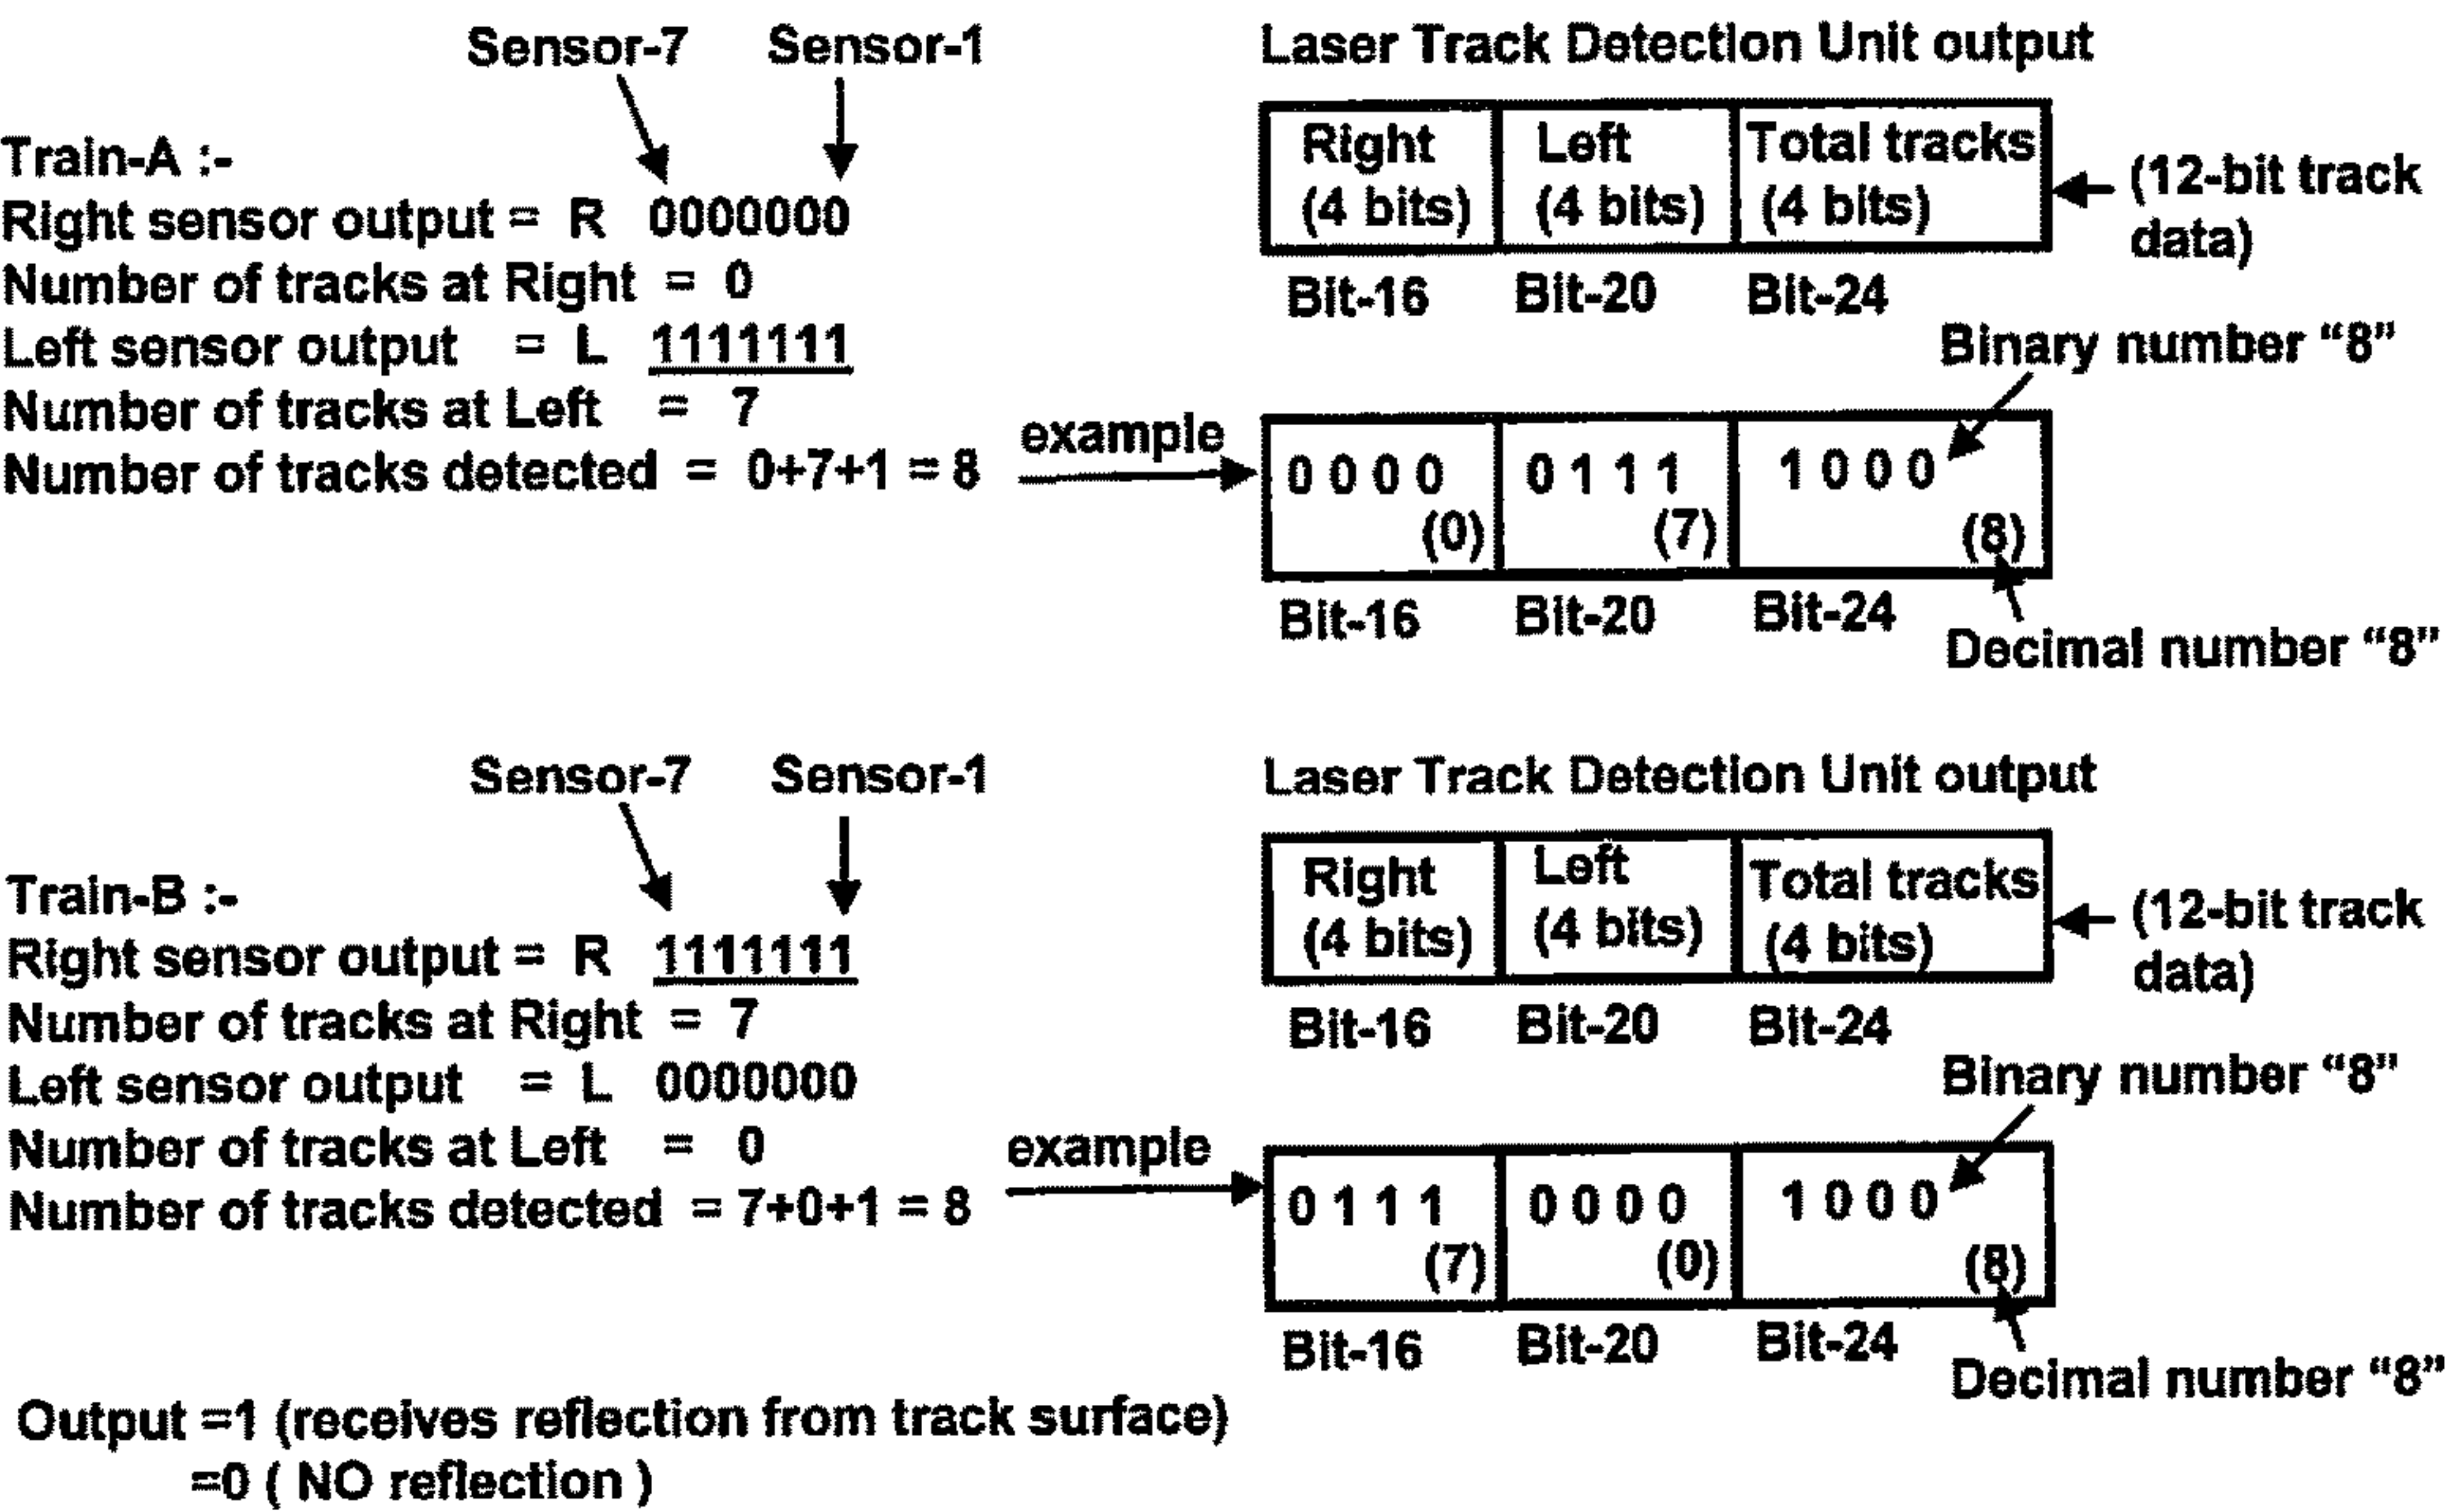 Sensor-7 Sensor-1
Train-A :-
Right sensor output = R 0000000
Number of tracks at Right = 0
Left sensor output = L 1111111
Number of tracks at Left = 7
Number of tracks detected = 0+7+1 = 8
example
Laser Track Detection Unit output
Right (4 bits)
Left (4 bits)
Total tracks (4 bits)
(12-bit track data)
Bit-16 Bit-20 Bit-24
Binary number “8”
0 0 0 0 0 1 1 1 1 0 0 0
(0) (7) (8)
Bit-16 Bit-20 Bit-24
Decimal number “8”
Sensor-7 Sensor-1
Train-B :-
Right sensor output = R 1111111
Number of tracks at Right = 7
Left sensor output = L 0000000
Number of tracks at Left = 0
Number of tracks detected = 7+0+1 = 8
example
Laser Track Detection Unit output
Right (4 bits)
Left (4 bits)
Total tracks (4 bits)
(12-bit track data)
Bit-16 Bit-20 Bit-24
Binary number “8”
0 1 1 1 0 0 0 0 1 0 0 0
(7) (0) (8)
Bit-16 Bit-20 Bit-24
Decimal number “8”
Output =1 (receives reflection from track surface)
=0 ( NO reflection )